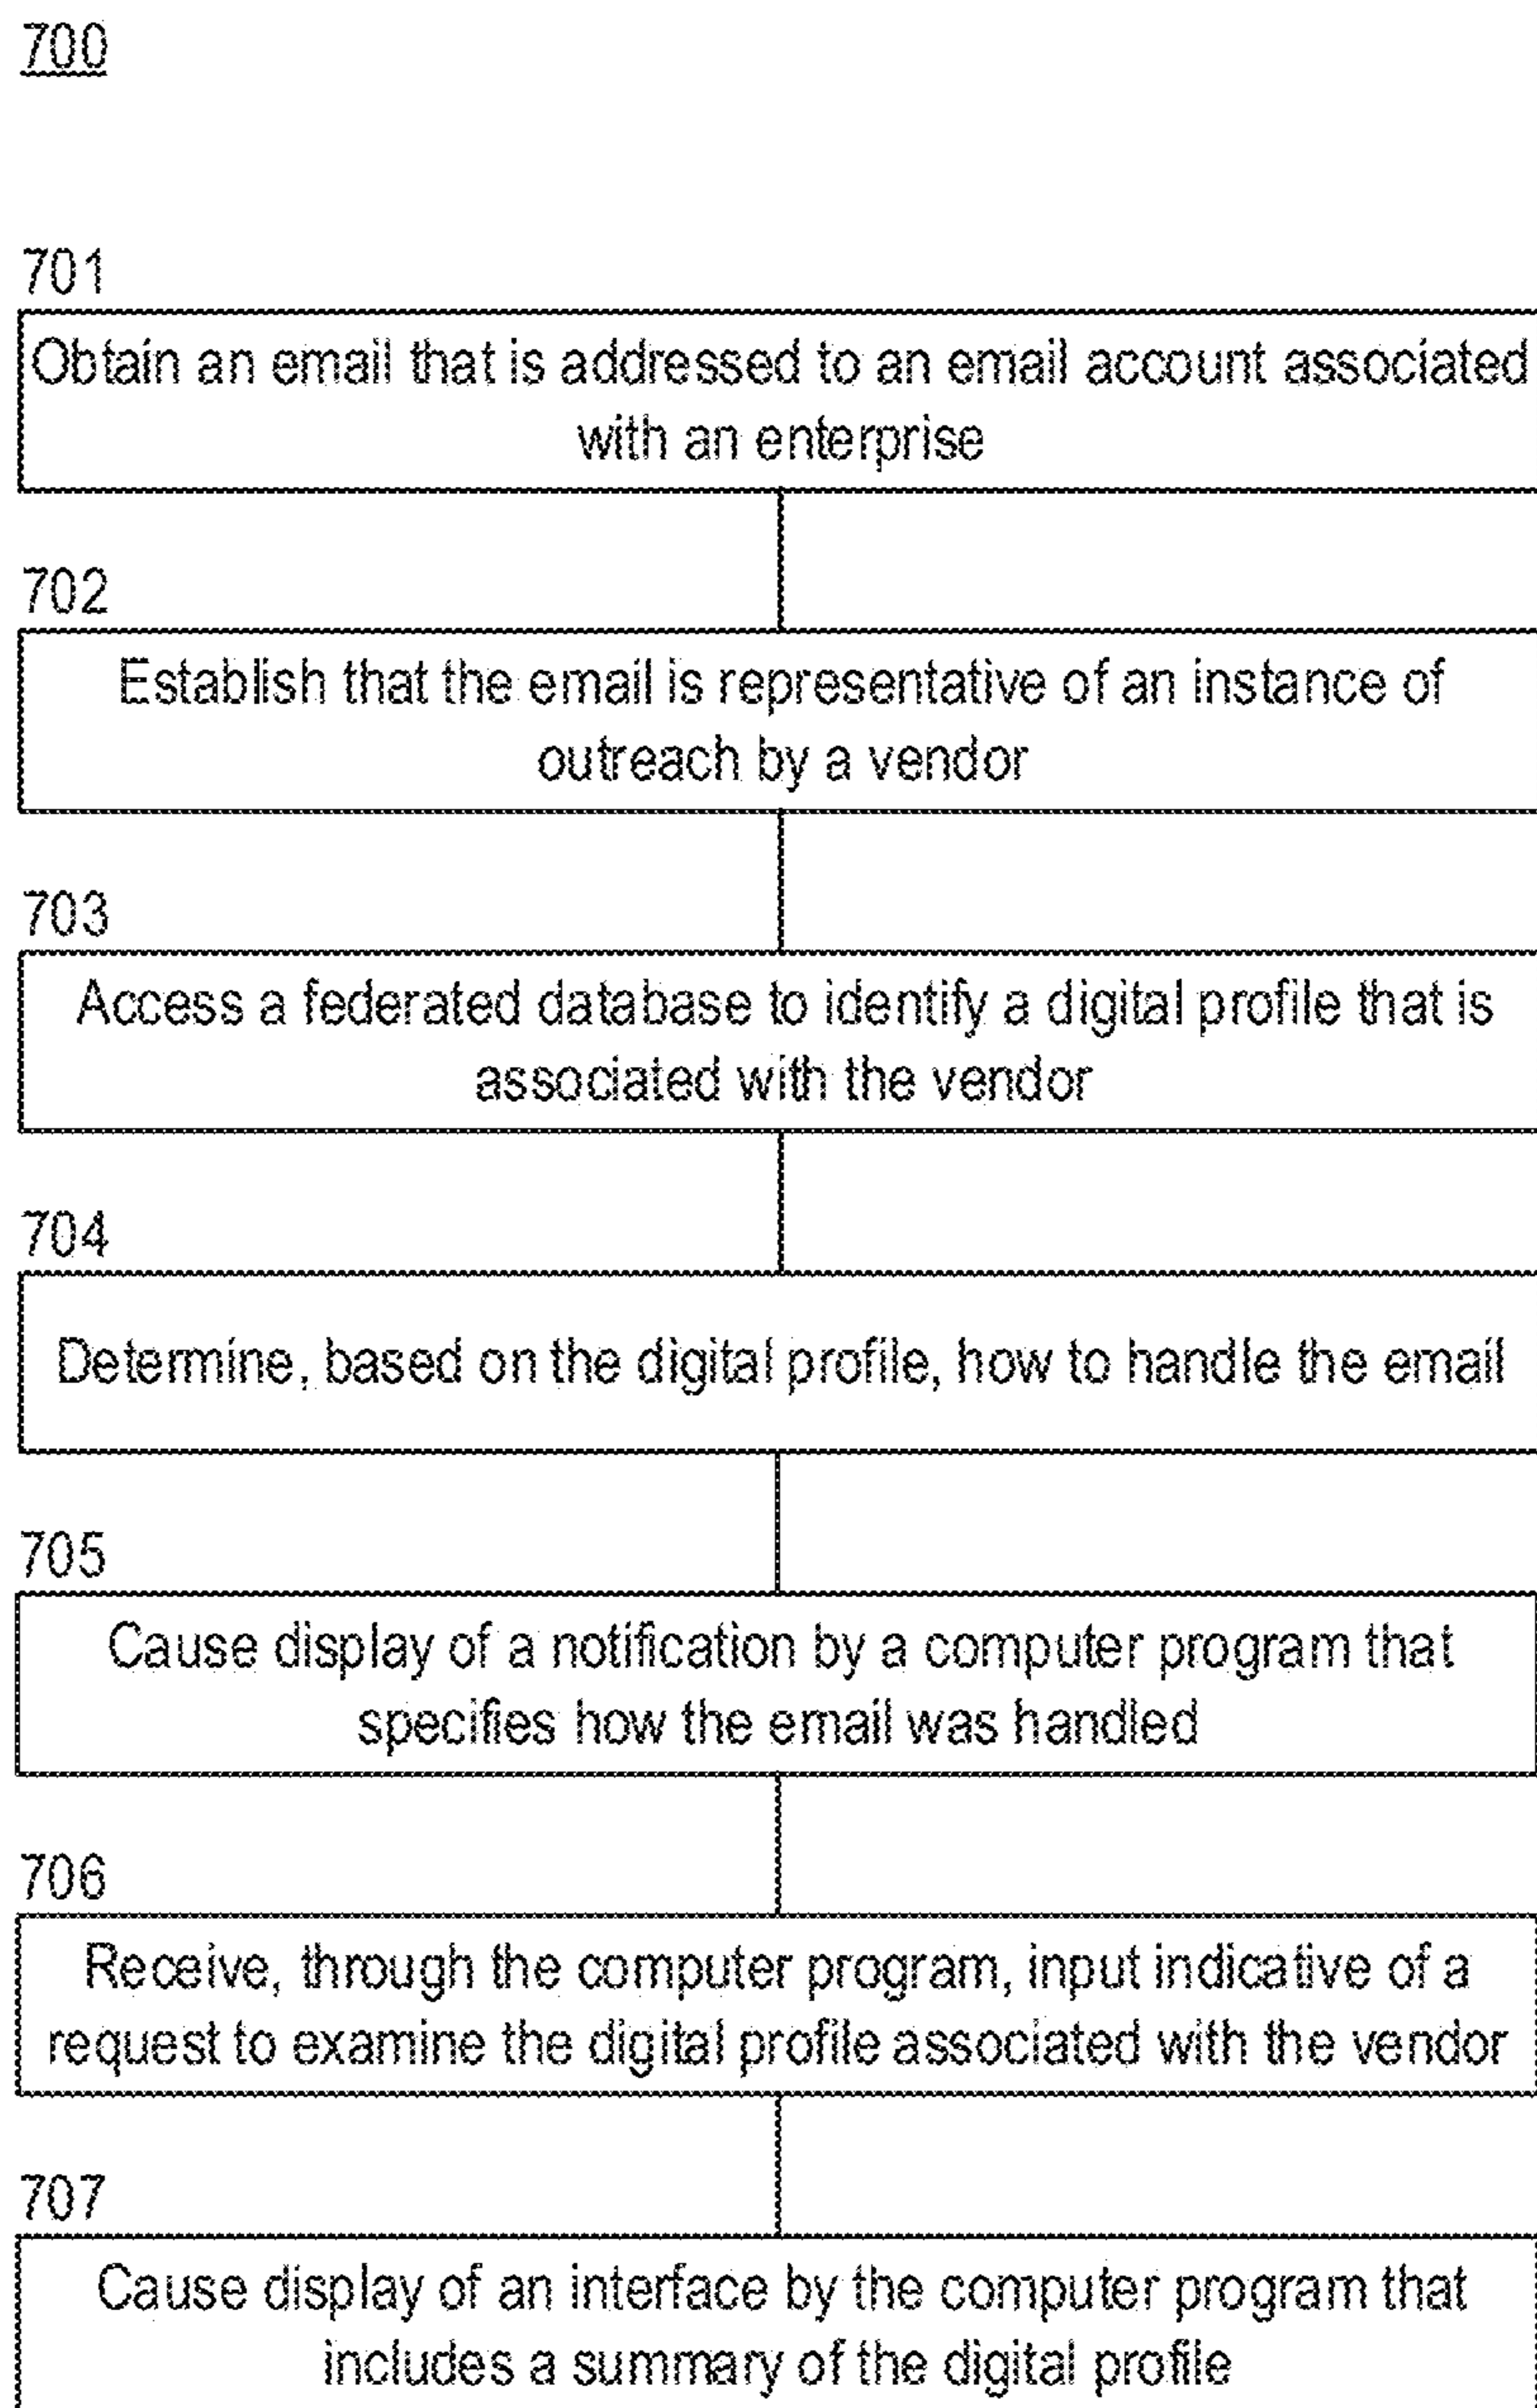 700
701
Obtain an email that is addressed to an email account associated
with an enterprise
702
Establish that the email is representative of an instance of
outreach by a vendor
703
Access a federated database to identify a digital profile that is
associated with the vendor
704
Determine, based on the digital profile, how to handle the email
705
Cause display of a notification by a computer program that
specifies how the email was handled
706
Receive, through the computer program, input indicative of a
request to examine the digital profile associated with the vendor
707
Cause display of an interface by the computer program that
includes a summary of the digital profile